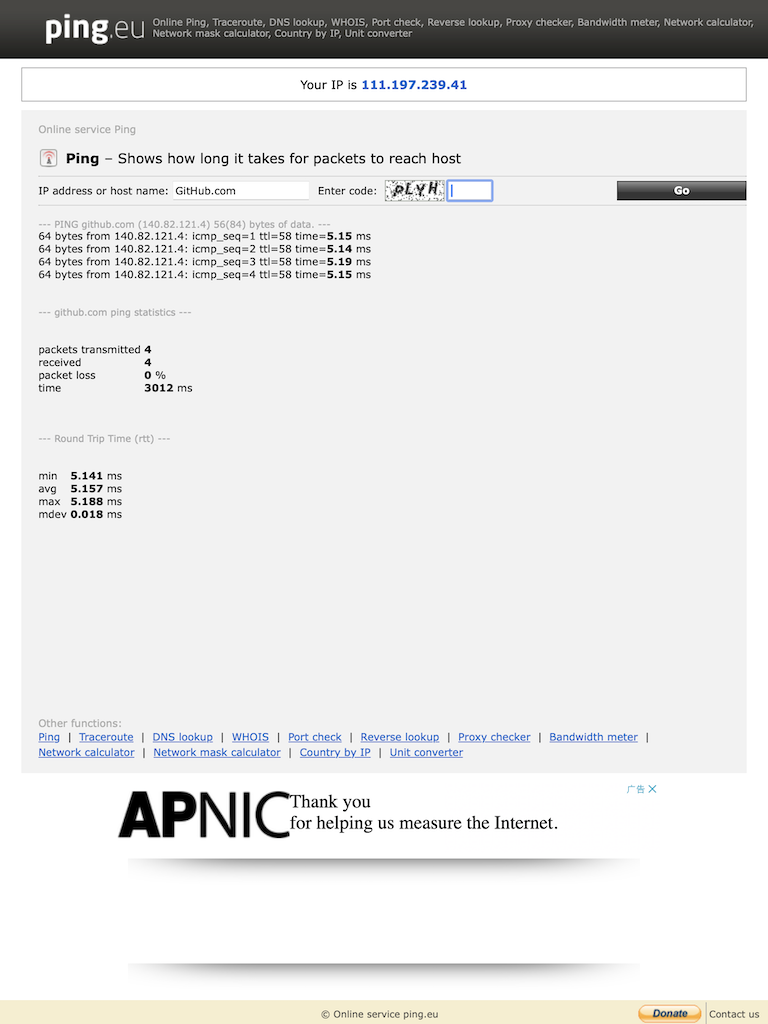 ping.eu
Online Ping, Traceroute, DNS lookup, WHOIS, Port check, Reverse lookup, Proxy checker, Bandwidth meter, Network calculator,
Network mask calculator, Country by IP, Unit converter
Your IP is 111.197.239.41
Online service Ping
Ping – Shows how long it takes for packets to reach host
IP address or host name: GitHub.com Enter code: PLYH Go
--- PING github.com (140.82.121.4) 56(84) bytes of data. ---
64 bytes from 140.82.121.4: icmp_seq=1 ttl=58 time=5.15 ms
64 bytes from 140.82.121.4: icmp_seq=2 ttl=58 time=5.14 ms
64 bytes from 140.82.121.4: icmp_seq=3 ttl=58 time=5.19 ms
64 bytes from 140.82.121.4: icmp_seq=4 ttl=58 time=5.15 ms
--- github.com ping statistics ---
packets transmitted 4
received 4
packet loss 0 %
time 3012 ms
--- Round Trip Time (rtt) ---
min 5.141 ms
avg 5.157 ms
max 5.188 ms
mdev 0.018 ms
Other functions:
Ping | Traceroute | DNS lookup | WHOIS | Port check | Reverse lookup | Proxy checker | Bandwidth meter |
Network calculator | Network mask calculator | Country by IP | Unit converter
广告
APNIC Thank you
for helping us measure the Internet.
© Online service ping.eu Donate Contact us